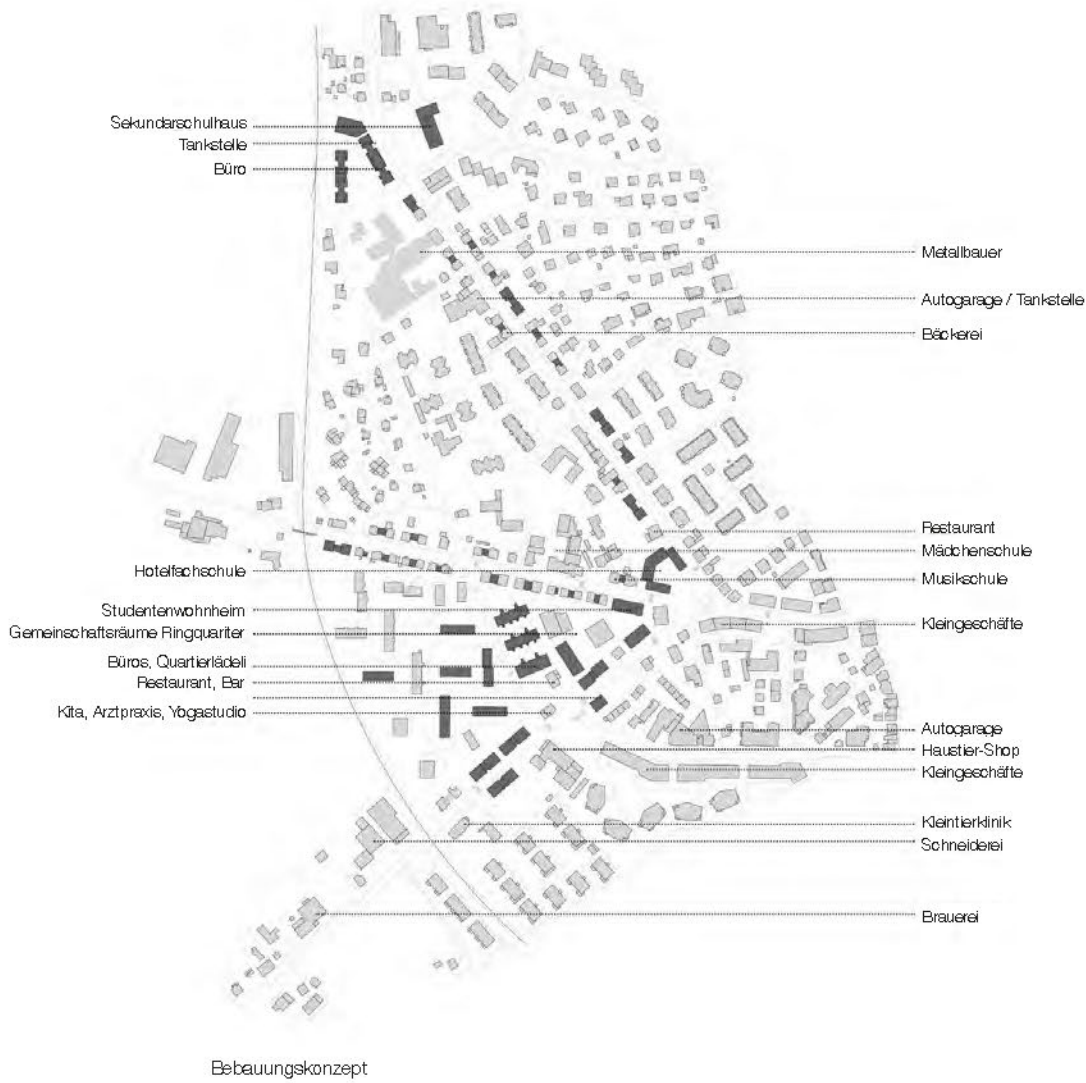 Sekundarschulhaus
Tankstelle
Büro
Metallbauer
Autogarage / Tankstelle
Bäckerei
Restaurant
Mädchenschule
Hotelfachschule
Musikschule
Studentenwohnheim
Kleingeschäfte
Gemeinschaftsräume Ringquariter
Büros, Quartierlädeli
Restaurant, Bar
Kita, Arztpraxis, Yogastudio
Autogarage
Haustier-Shop
Kleingeschäfte
Kleintierklinik
Schneiderei
Brauerei
Bebauungskonzept